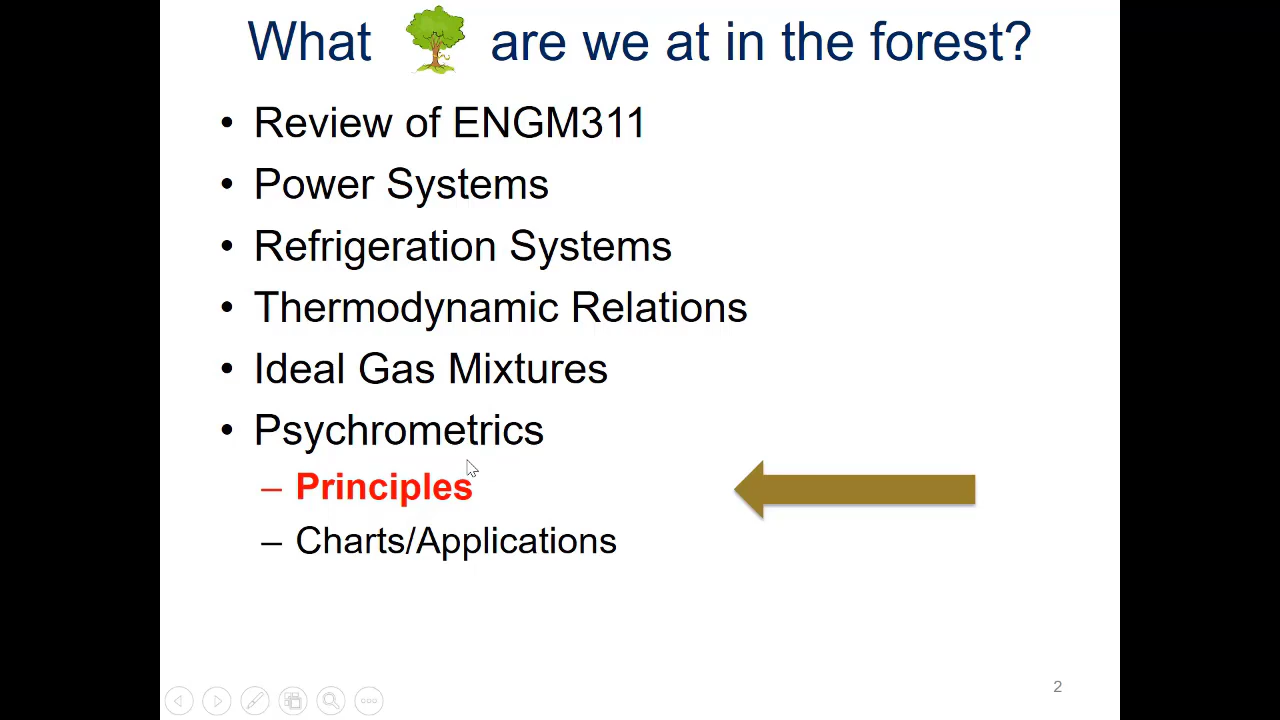 What are we at in the forest?
• Review of ENGM311
• Power Systems
• Refrigeration Systems
• Thermodynamic Relations
• Ideal Gas Mixtures
• Psychrometrics
– Principles
– Charts/Applications
2